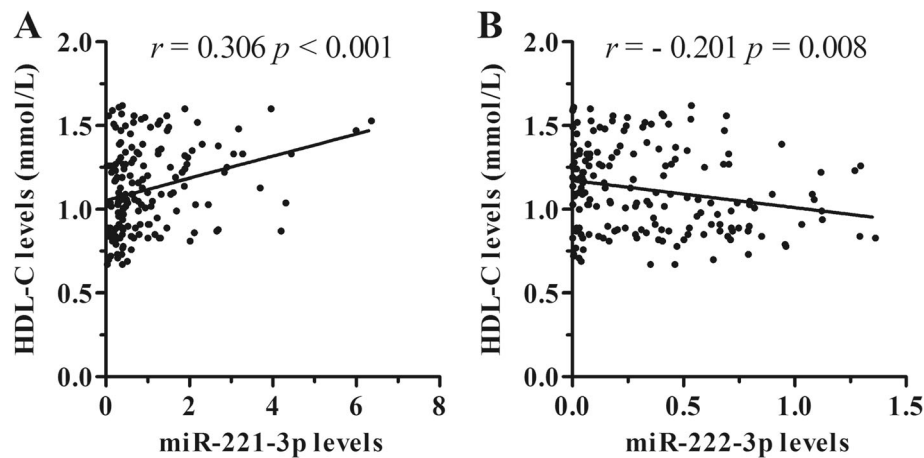 A
r = 0.306 p < 0.001
HDL-C levels (mmol/L)
2.0
1.5
1.0
0.5
0.0
0 2 4 6 8
miR-221-3p levels
B
r = - 0.201 p = 0.008
HDL-C levels (mmol/L)
2.0
1.5
1.0
0.5
0.0
0.0 0.5 1.0 1.5
miR-222-3p levels